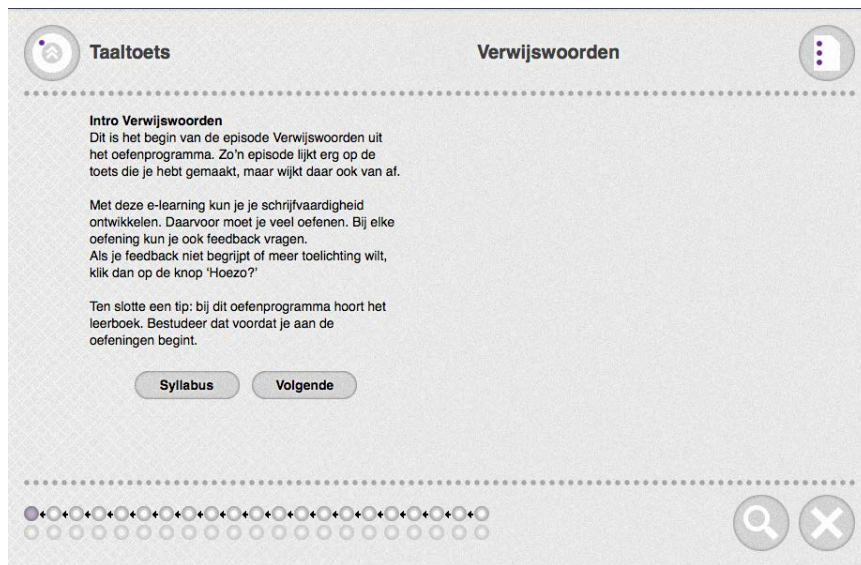 Taaltoets
Verwijswoorden
Intro Verwijswoorden
Dit is het begin van de episode Verwijswoorden uit
het oefenprogramma. Zo'n episode lijkt erg op de
toets die je hebt gemaakt, maar wijkt daar ook van af.
Met deze e-learning kun je je schrijfvaardigheid
ontwikkelen. Daarvoor moet je veel oefenen. Bij elke
oefening kun je ook feedback vragen.
Als je feedback niet begrijpt of meer toelichting wilt,
klik dan op de knop ‘Hoezo?’
Ten slotte een tip: bij dit oefenprogramma hoort het
leerboek. Bestudeer dat voordat je aan de
oefeningen begint.
Syllabus
Volgende